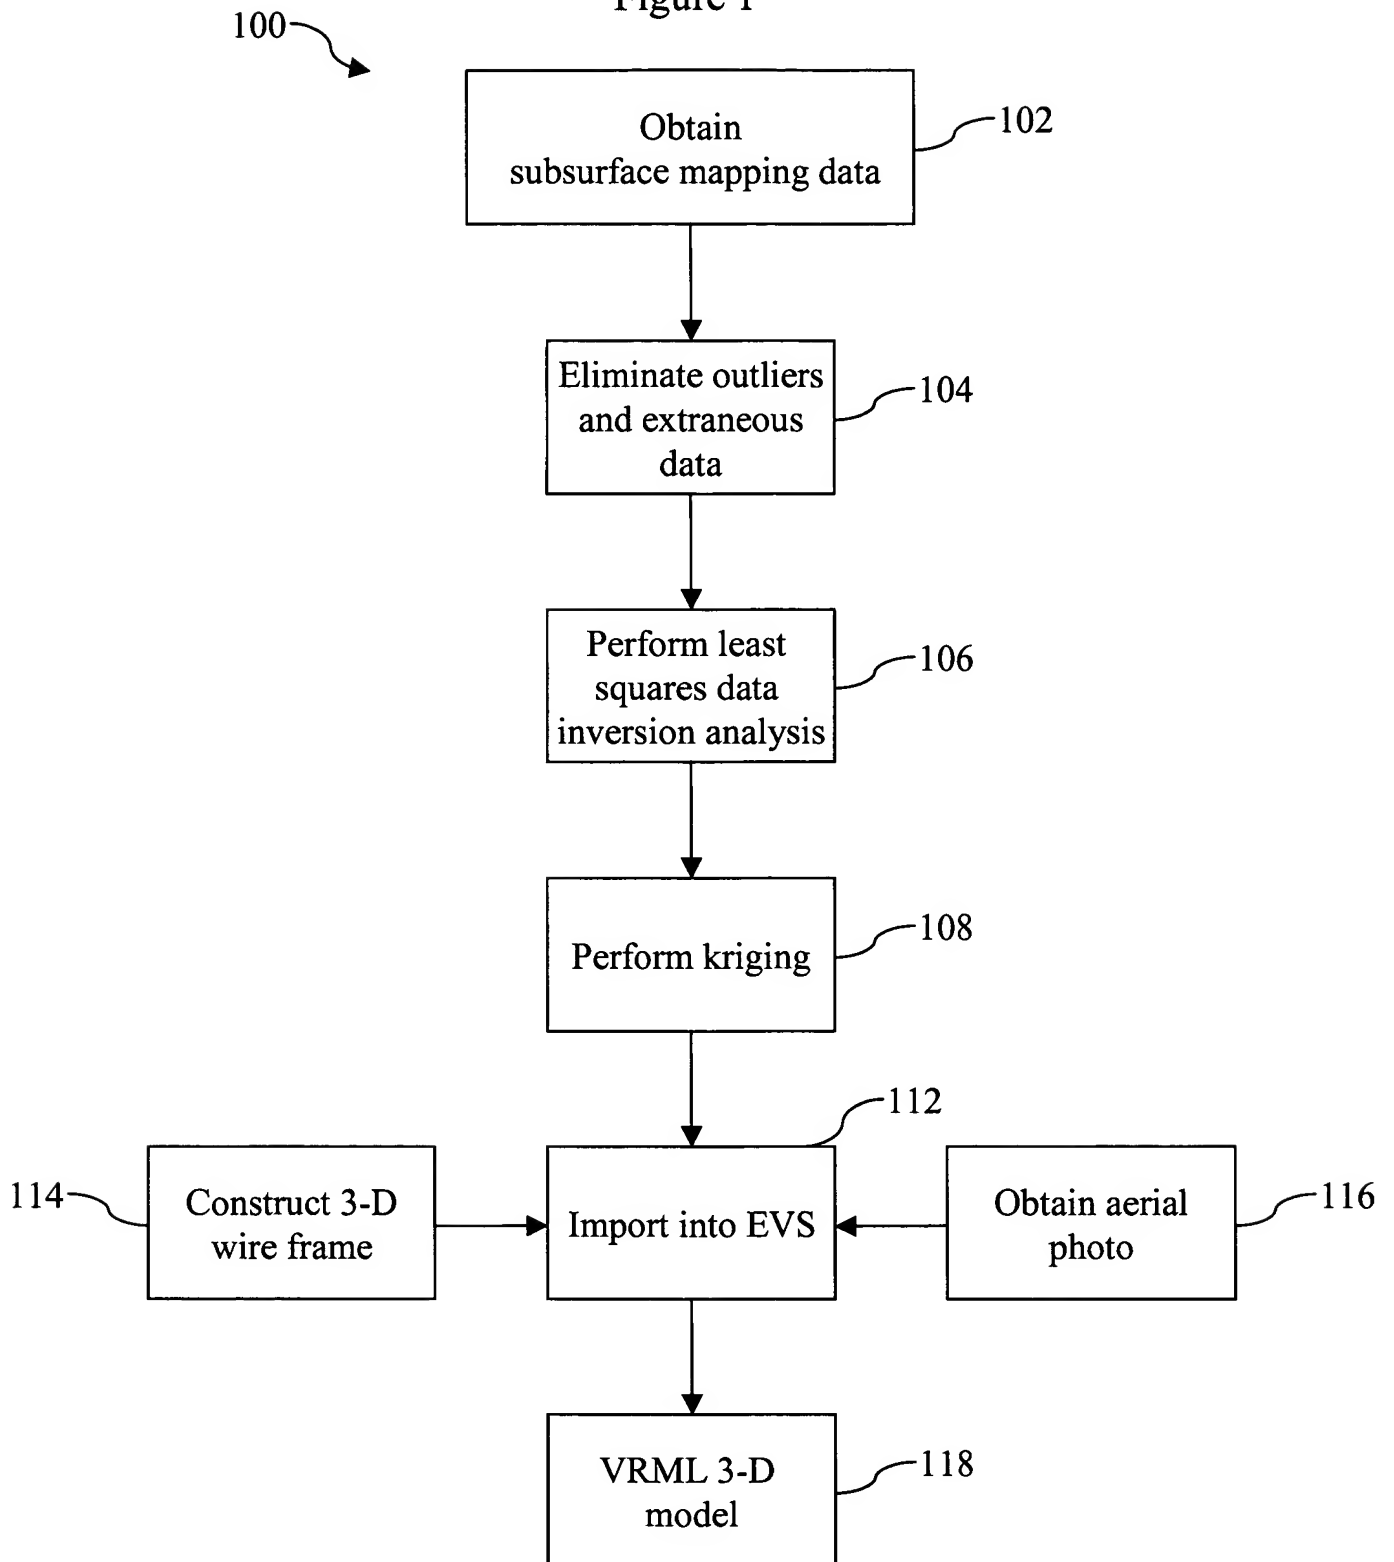 Figure 1
100
Obtain
subsurface mapping data
102
Eliminate outliers
and extraneous
data
104
Perform least
squares data
inversion analysis
106
Perform kriging
108
112
114
Construct 3-D
wire frame
Import into EVS
Obtain aerial
photo
116
VRML 3-D
model
118